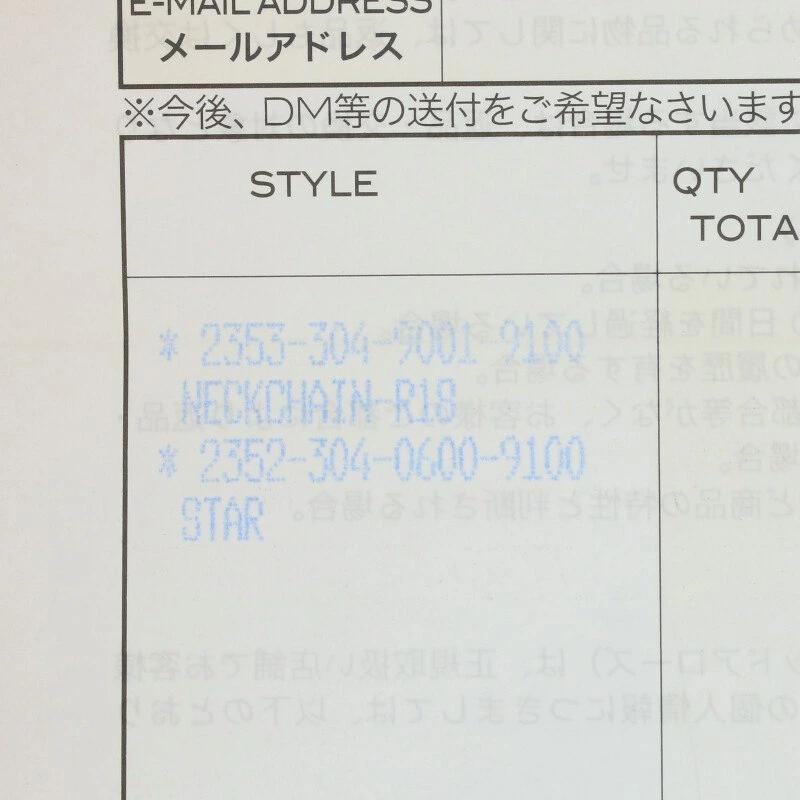 E-MAIL ADDRESS
メールアドレス
※今後、DM等の送付をご希望なさいます
STYLE
QTY
TOTA
* 2353-304-9001-9100
NECKCHAIN-R18
* 2352-304-0600-9100
STAR